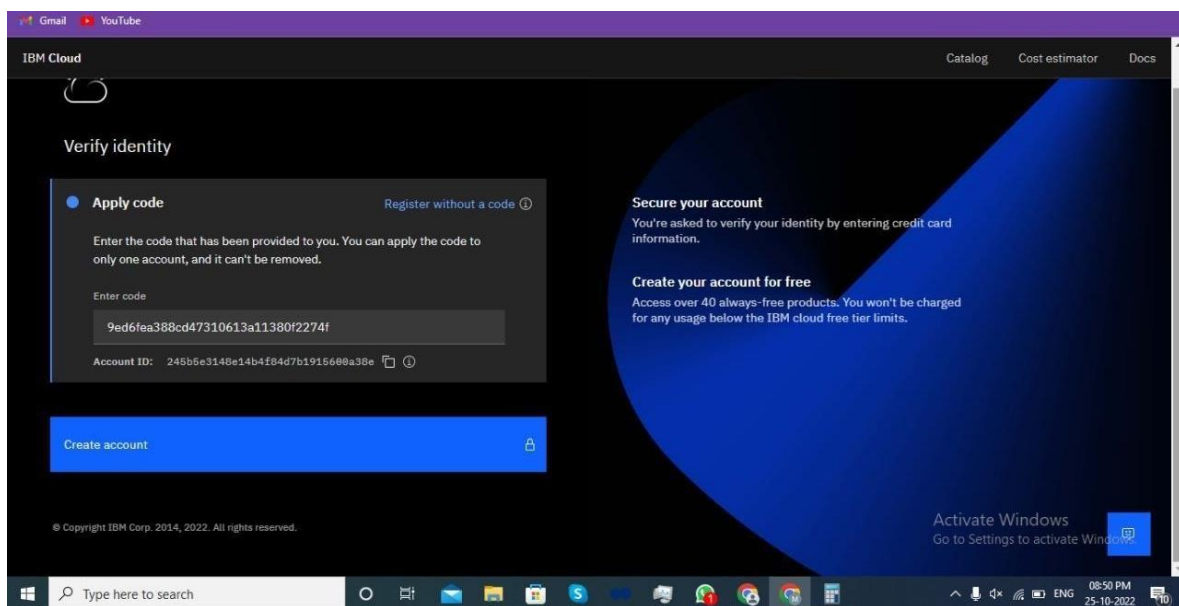 Gmail YouTube
IBM Cloud Catalog Cost estimator Docs
Verify identity
Apply code Register without a code
Enter the code that has been provided to you. You can apply the code to
only one account, and it can't be removed.
Enter code
9ed6fea388cd47310613a11380f2274f
Account ID: 245b5e3148e14b4f84d7b1915600a38e
Create account
© Copyright IBM Corp. 2014, 2022. All rights reserved.
Secure your account
You're asked to verify your identity by entering credit card
information.
Create your account for free
Access over 40 always-free products. You won't be charged
for any usage below the IBM cloud free tier limits.
Activate Windows
Go to Settings to activate Windows.
Type here to search
ENG
08:50 PM
25-10-2022
10